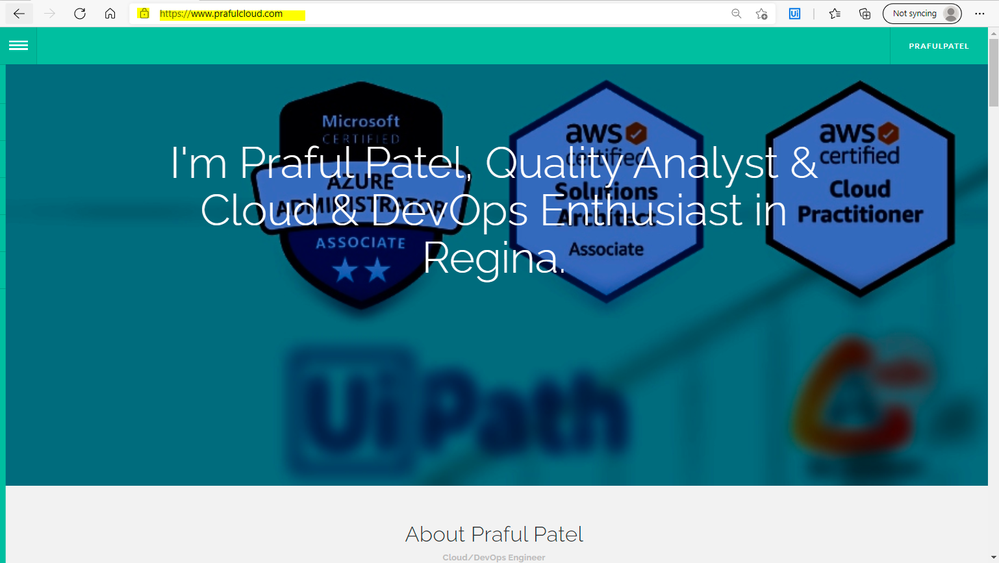 https://www.prafulcloud.com
Not syncing
PRAFULPATEL
Microsoft
CERTIFIED
AZURE
ADMINISTRATOR
ASSOCIATE
aws
certified
Solutions
Architect
Associate
aws
certified
Cloud
Practitioner
I'm Praful Patel, Quality Analyst &
Cloud & DevOps Enthusiast in
Regina.
UiPath
About Praful Patel
Cloud/DevOps Engineer